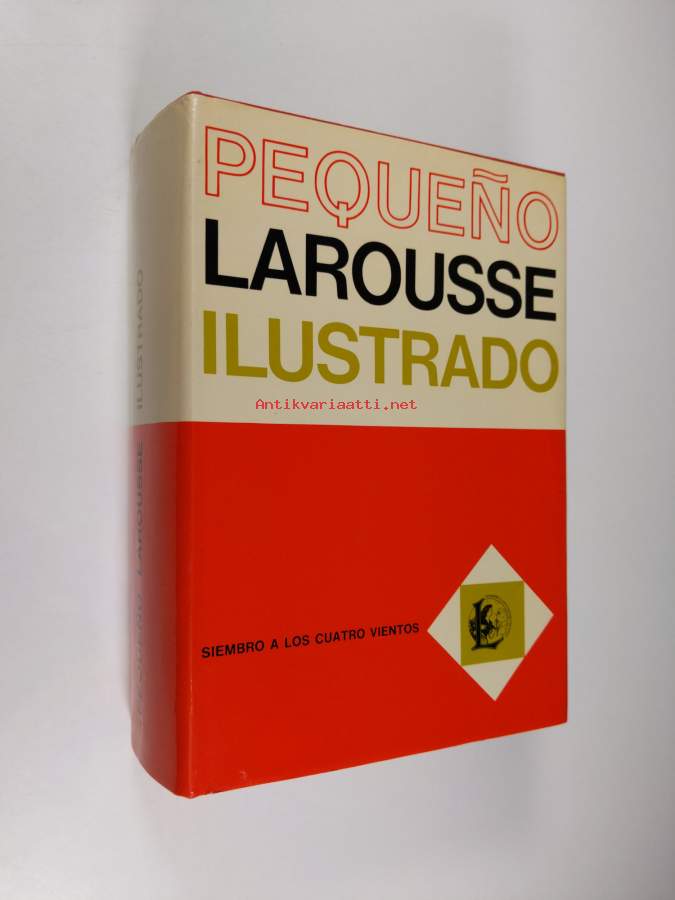 PEQUEÑO
LAROUSSE
ILUSTRADO
Antikvariaatti.net
SIEMBRO A LOS CUATRO VIENTOS
L
PEQUEÑO LAROUSSE ILUSTRADO